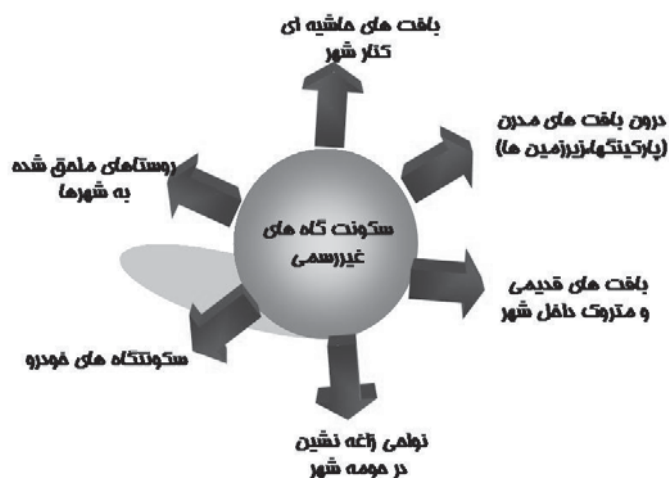 بافت های حاشیه ای
کنار شهر
درون بافت های مدرن
(پارکینگها،زیرزمین ها)
روستاهای ملحق شده
به شهرها
سکونت گاه های
غیررسمی
بافت های قدیمی
و متروک داخل شهر
سکونتگاه های خودرو
نواحی زاغه نشین
در حومه شهر